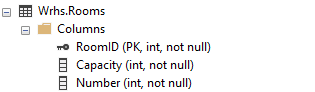 Wrhs.Rooms
Columns
RoomID (PK, int, not null)
Capacity (int, not null)
Number (int, not null)